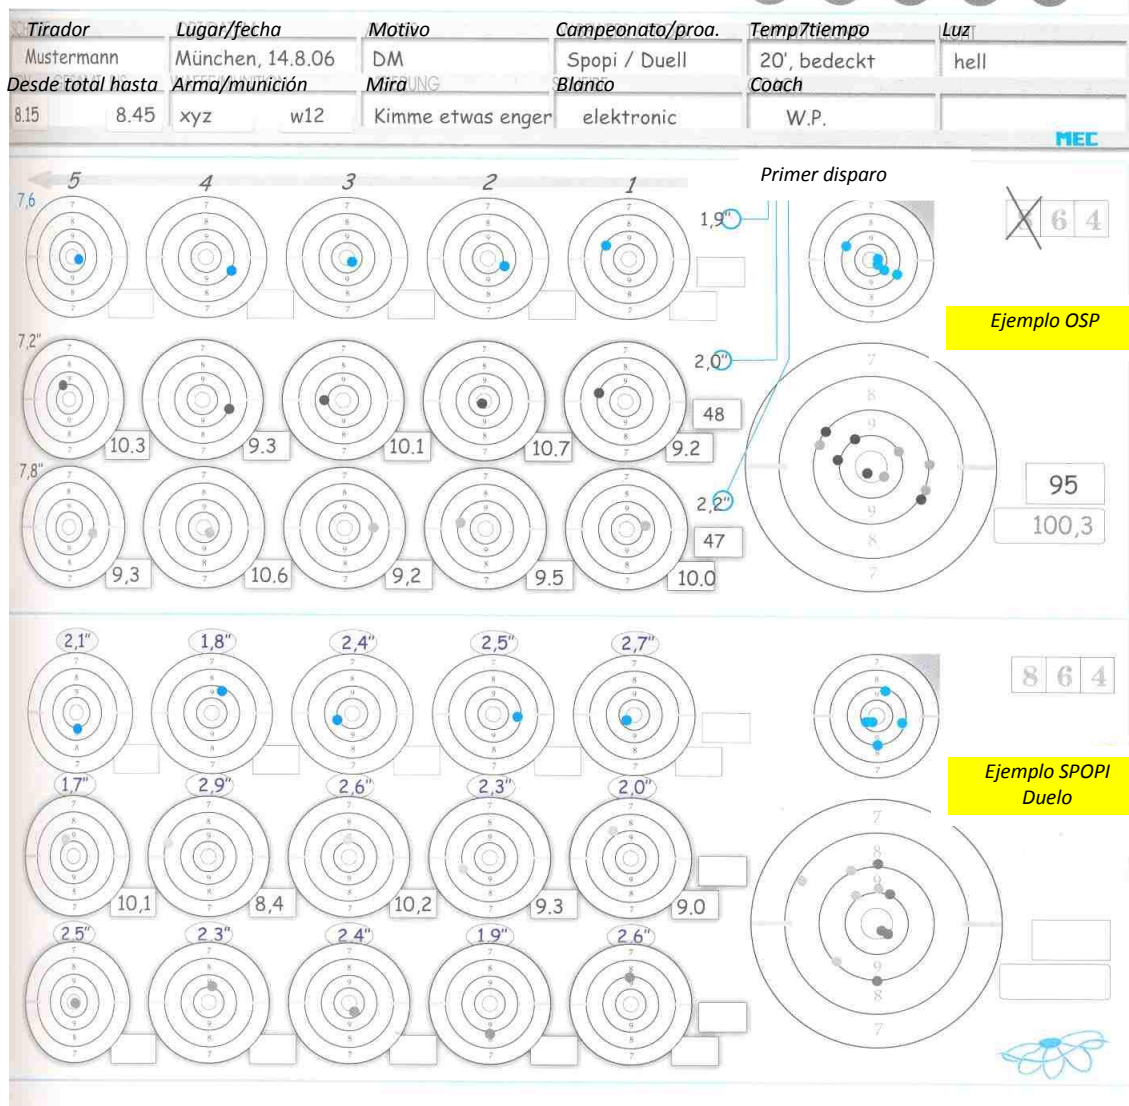 Tirador Lugar/fecha Motivo Campeonato/proa. Temp7tiempo Luz
Mustermann München, 14.8.06 DM Spopi / Duell 20', bedeckt hell
Desde total hasta Arma/munición Mira Blanco Coach
8.15 8.45 xyz w12 Kimme etwas enger elektronic W.P.
MEC
5 4 3 2 1 Primer disparo
7,6 1,9" 8 6 4
Ejemplo OSP
7,2" 2,0"
48
10.3 9.3 10.1 10.7 9.2
7,8" 2,2" 95
47 100,3
9,3 10.6 9,2 9.5 10.0
2,1" 1,8" 2,4" 2,5" 2,7"
8 6 4
Ejemplo SPOPI
Duelo
1,7" 2,9" 2,6" 2,3" 2,0"
10,1 8,4 10,2 9.3 9.0
2.5" 2.3" 2.4" 1.9" 2.6"